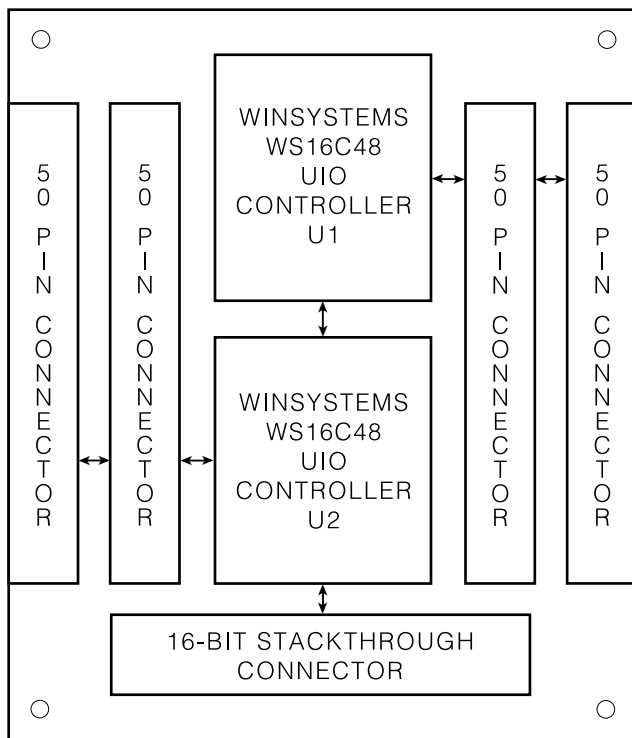 50 PIN CONNECTOR
50 PIN CONNECTOR
WINSYSTEMS
WS16C48
UIO
CONTROLLER
U1
WINSYSTEMS
WS16C48
UIO
CONTROLLER
U2
50 PIN CONNECTOR
50 PIN CONNECTOR
16-BIT STACKTHROUGH
CONNECTOR